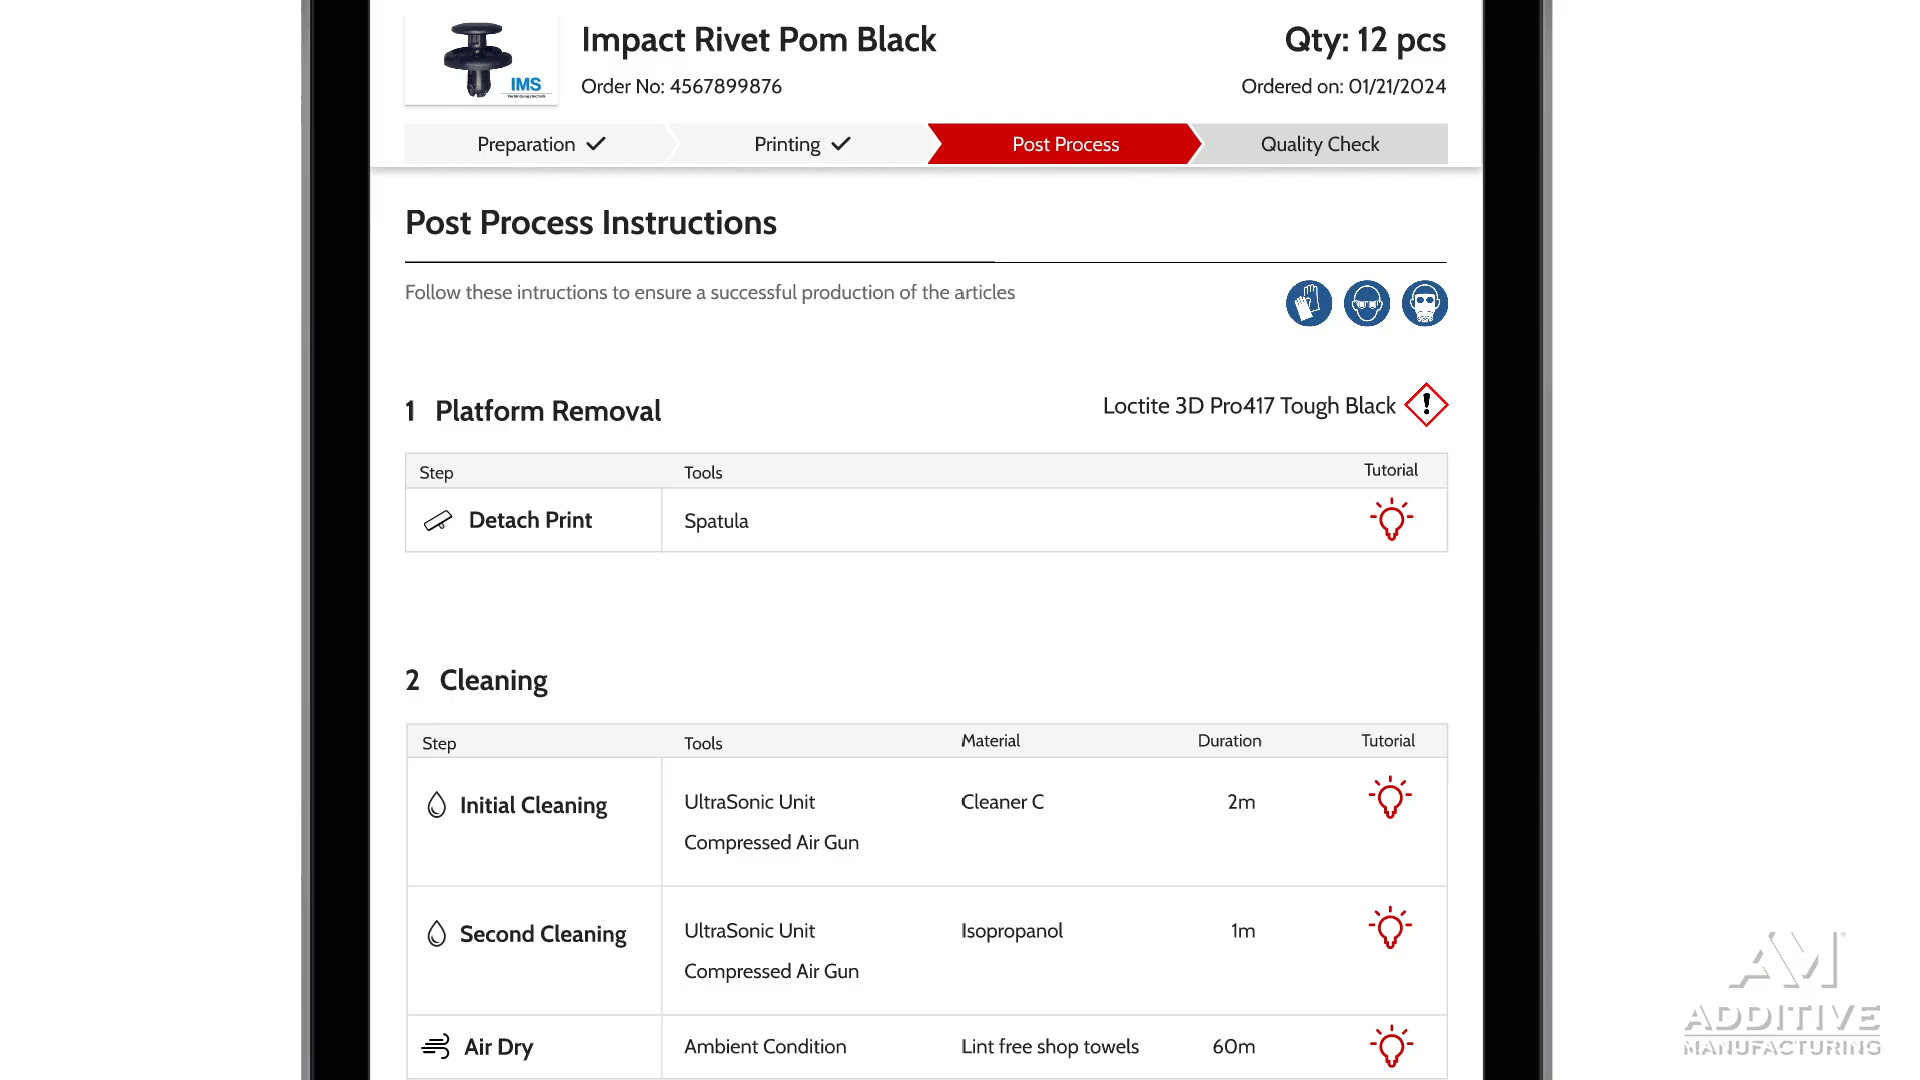 Impact Rivet Pom Black
Qty: 12 pcs
IMS
Verbindungstechnik
Order No: 4567899876
Ordered on: 01/21/2024
Preparation
Printing
Post Process
Quality Check
Post Process Instructions
Follow these intructions to ensure a successful production of the articles
1 Platform Removal
Loctite 3D Pro417 Tough Black
Step Tools Tutorial
Detach Print Spatula
2 Cleaning
Step Tools Material Duration Tutorial
Initial Cleaning UltraSonic Unit Cleaner C 2m
Compressed Air Gun
Second Cleaning UltraSonic Unit Isopropanol 1m
Compressed Air Gun
Air Dry Ambient Condition Lint free shop towels 60m
AM
ADDITIVE
MANUFACTURING